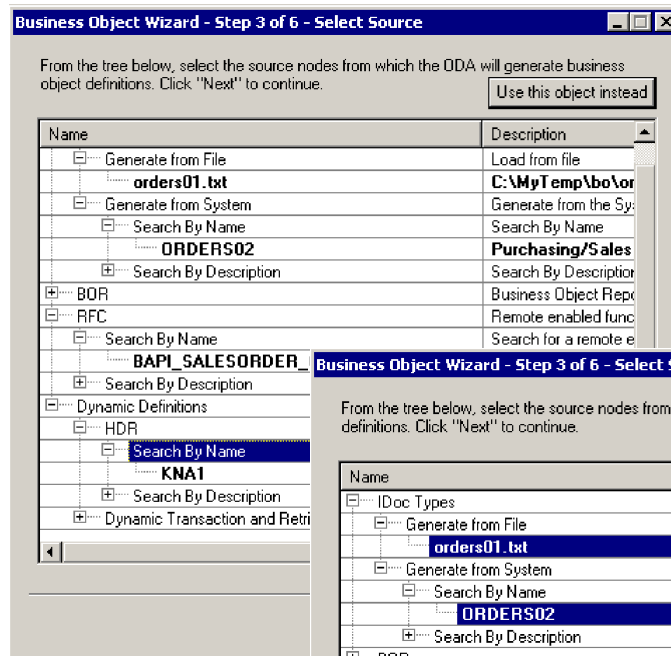 Business Object Wizard - Step 3 of 6 - Select Source
From the tree below, select the source nodes from which the ODA will generate business
object definitions. Click "Next" to continue.
Use this object instead
Name Description
Generate from File Load from file
orders01.txt C:\MyTemp\bo\or
Generate from System Generate from the Sy
Search By Name Search By Name
ORDERS02 Purchasing/Sales
Search By Description Search By Description
BOR Business Object Repo
RFC Remote enabled func
Search By Name Search for a remote e
BAPI_SALESORDER_
Search By Description
Dynamic Definitions
HDR
Search By Name
KNA1
Search By Description
Dynamic Transaction and Retri
Business Object Wizard - Step 3 of 6 - Select
From the tree below, select the source nodes from
definitions. Click "Next" to continue.
Name
IDoc Types
Generate from File
orders01.txt
Generate from System
Search By Name
ORDERS02
Search By Description
BOR